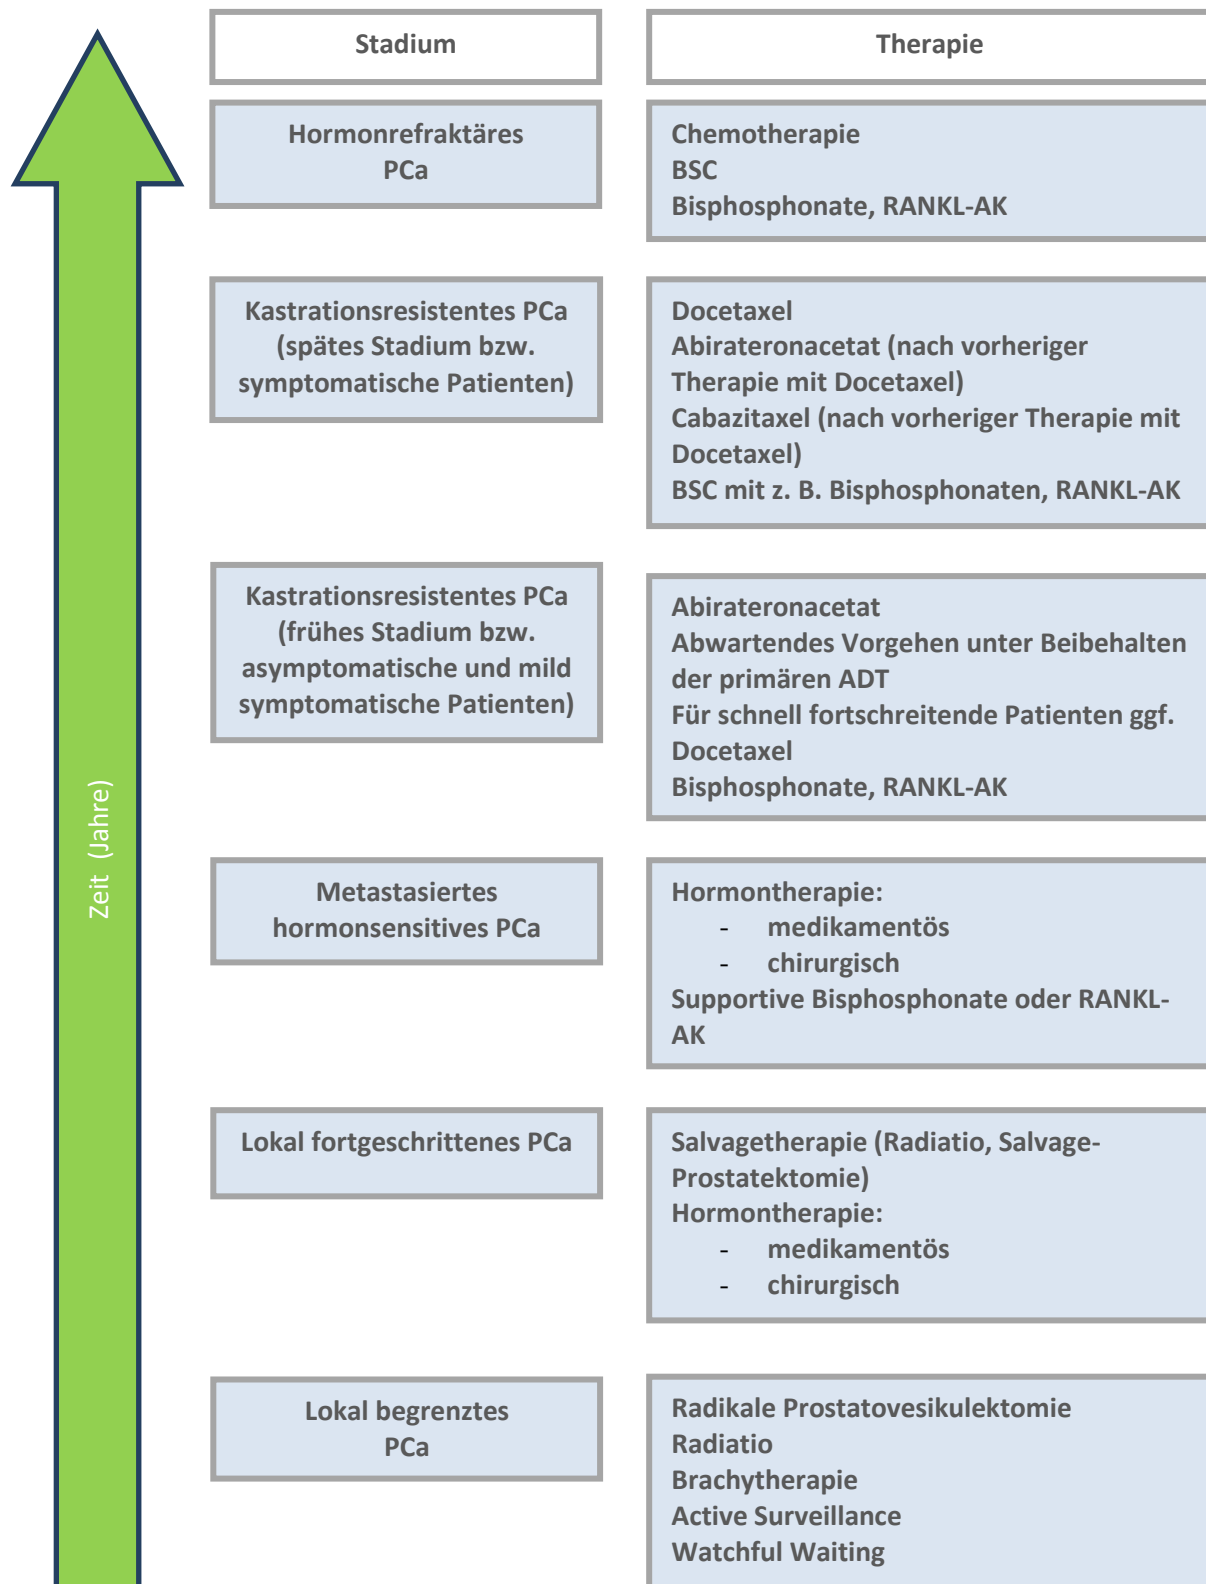 Stadium
Therapie
Hormonrefraktäres
PCa
Chemotherapie
BSC
Bisphosphonate, RANKL-AK
Kastrationsresistentes PCa
(spätes Stadium bzw.
symptomatische Patienten)
Docetaxel
Abirateronacetat (nach vorheriger
Therapie mit Docetaxel)
Cabazitaxel (nach vorheriger Therapie mit
Docetaxel)
BSC mit z. B. Bisphosphonaten, RANKL-AK
Kastrationsresistentes PCa
(frühes Stadium bzw.
asymptomatische und mild
symptomatische Patienten)
Abirateronacetat
Abwartendes Vorgehen unter Beibehalten
der primären ADT
Für schnell fortschreitende Patienten ggf.
Docetaxel
Bisphosphonate, RANKL-AK
Zeit (Jahre)
Metastasiertes
hormonsensitives PCa
Hormontherapie:
- medikamentös
- chirurgisch
Supportive Bisphosphonate oder RANKL-
AK
Lokal fortgeschrittenes PCa
Salvagetherapie (Radiatio, Salvage-
Prostatektomie)
Hormontherapie:
- medikamentös
- chirurgisch
Lokal begrenztes
PCa
Radikale Prostatovesikulektomie
Radiatio
Brachytherapie
Active Surveillance
Watchful Waiting